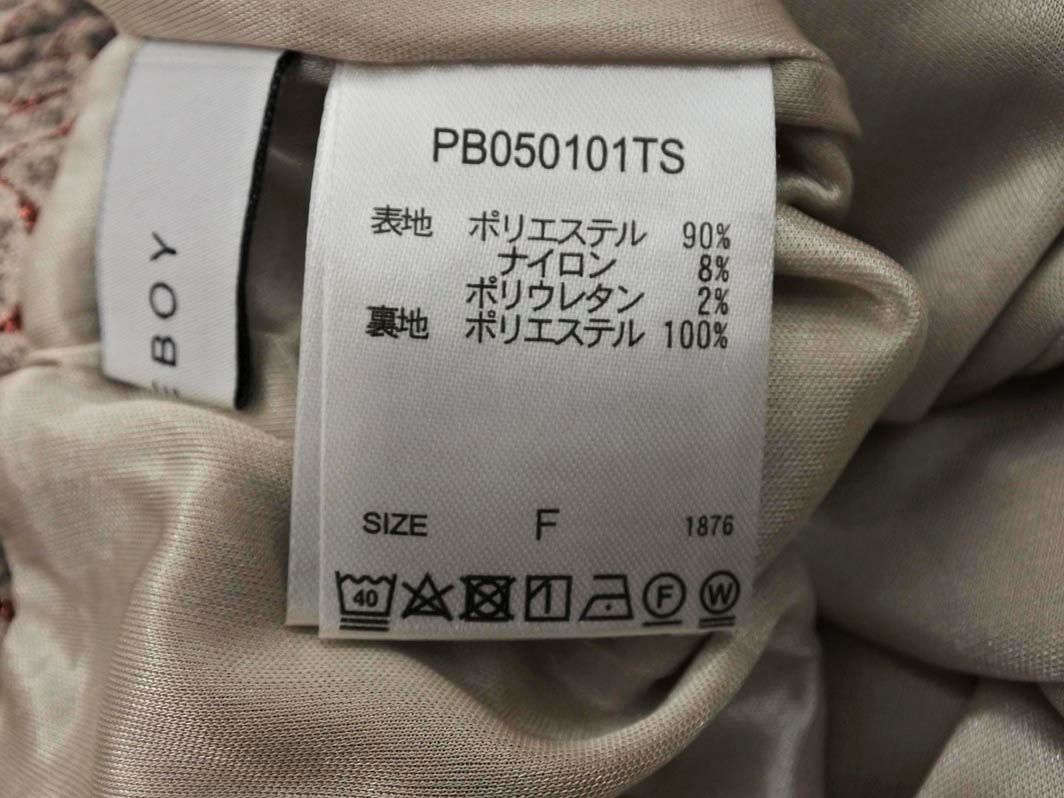 BOY
PB050101TS
表地 ポリエステル 90%
ナイロン 8%
ポリウレタン 2%
裏地 ポリエステル 100%
SIZE F 1876
40 F W